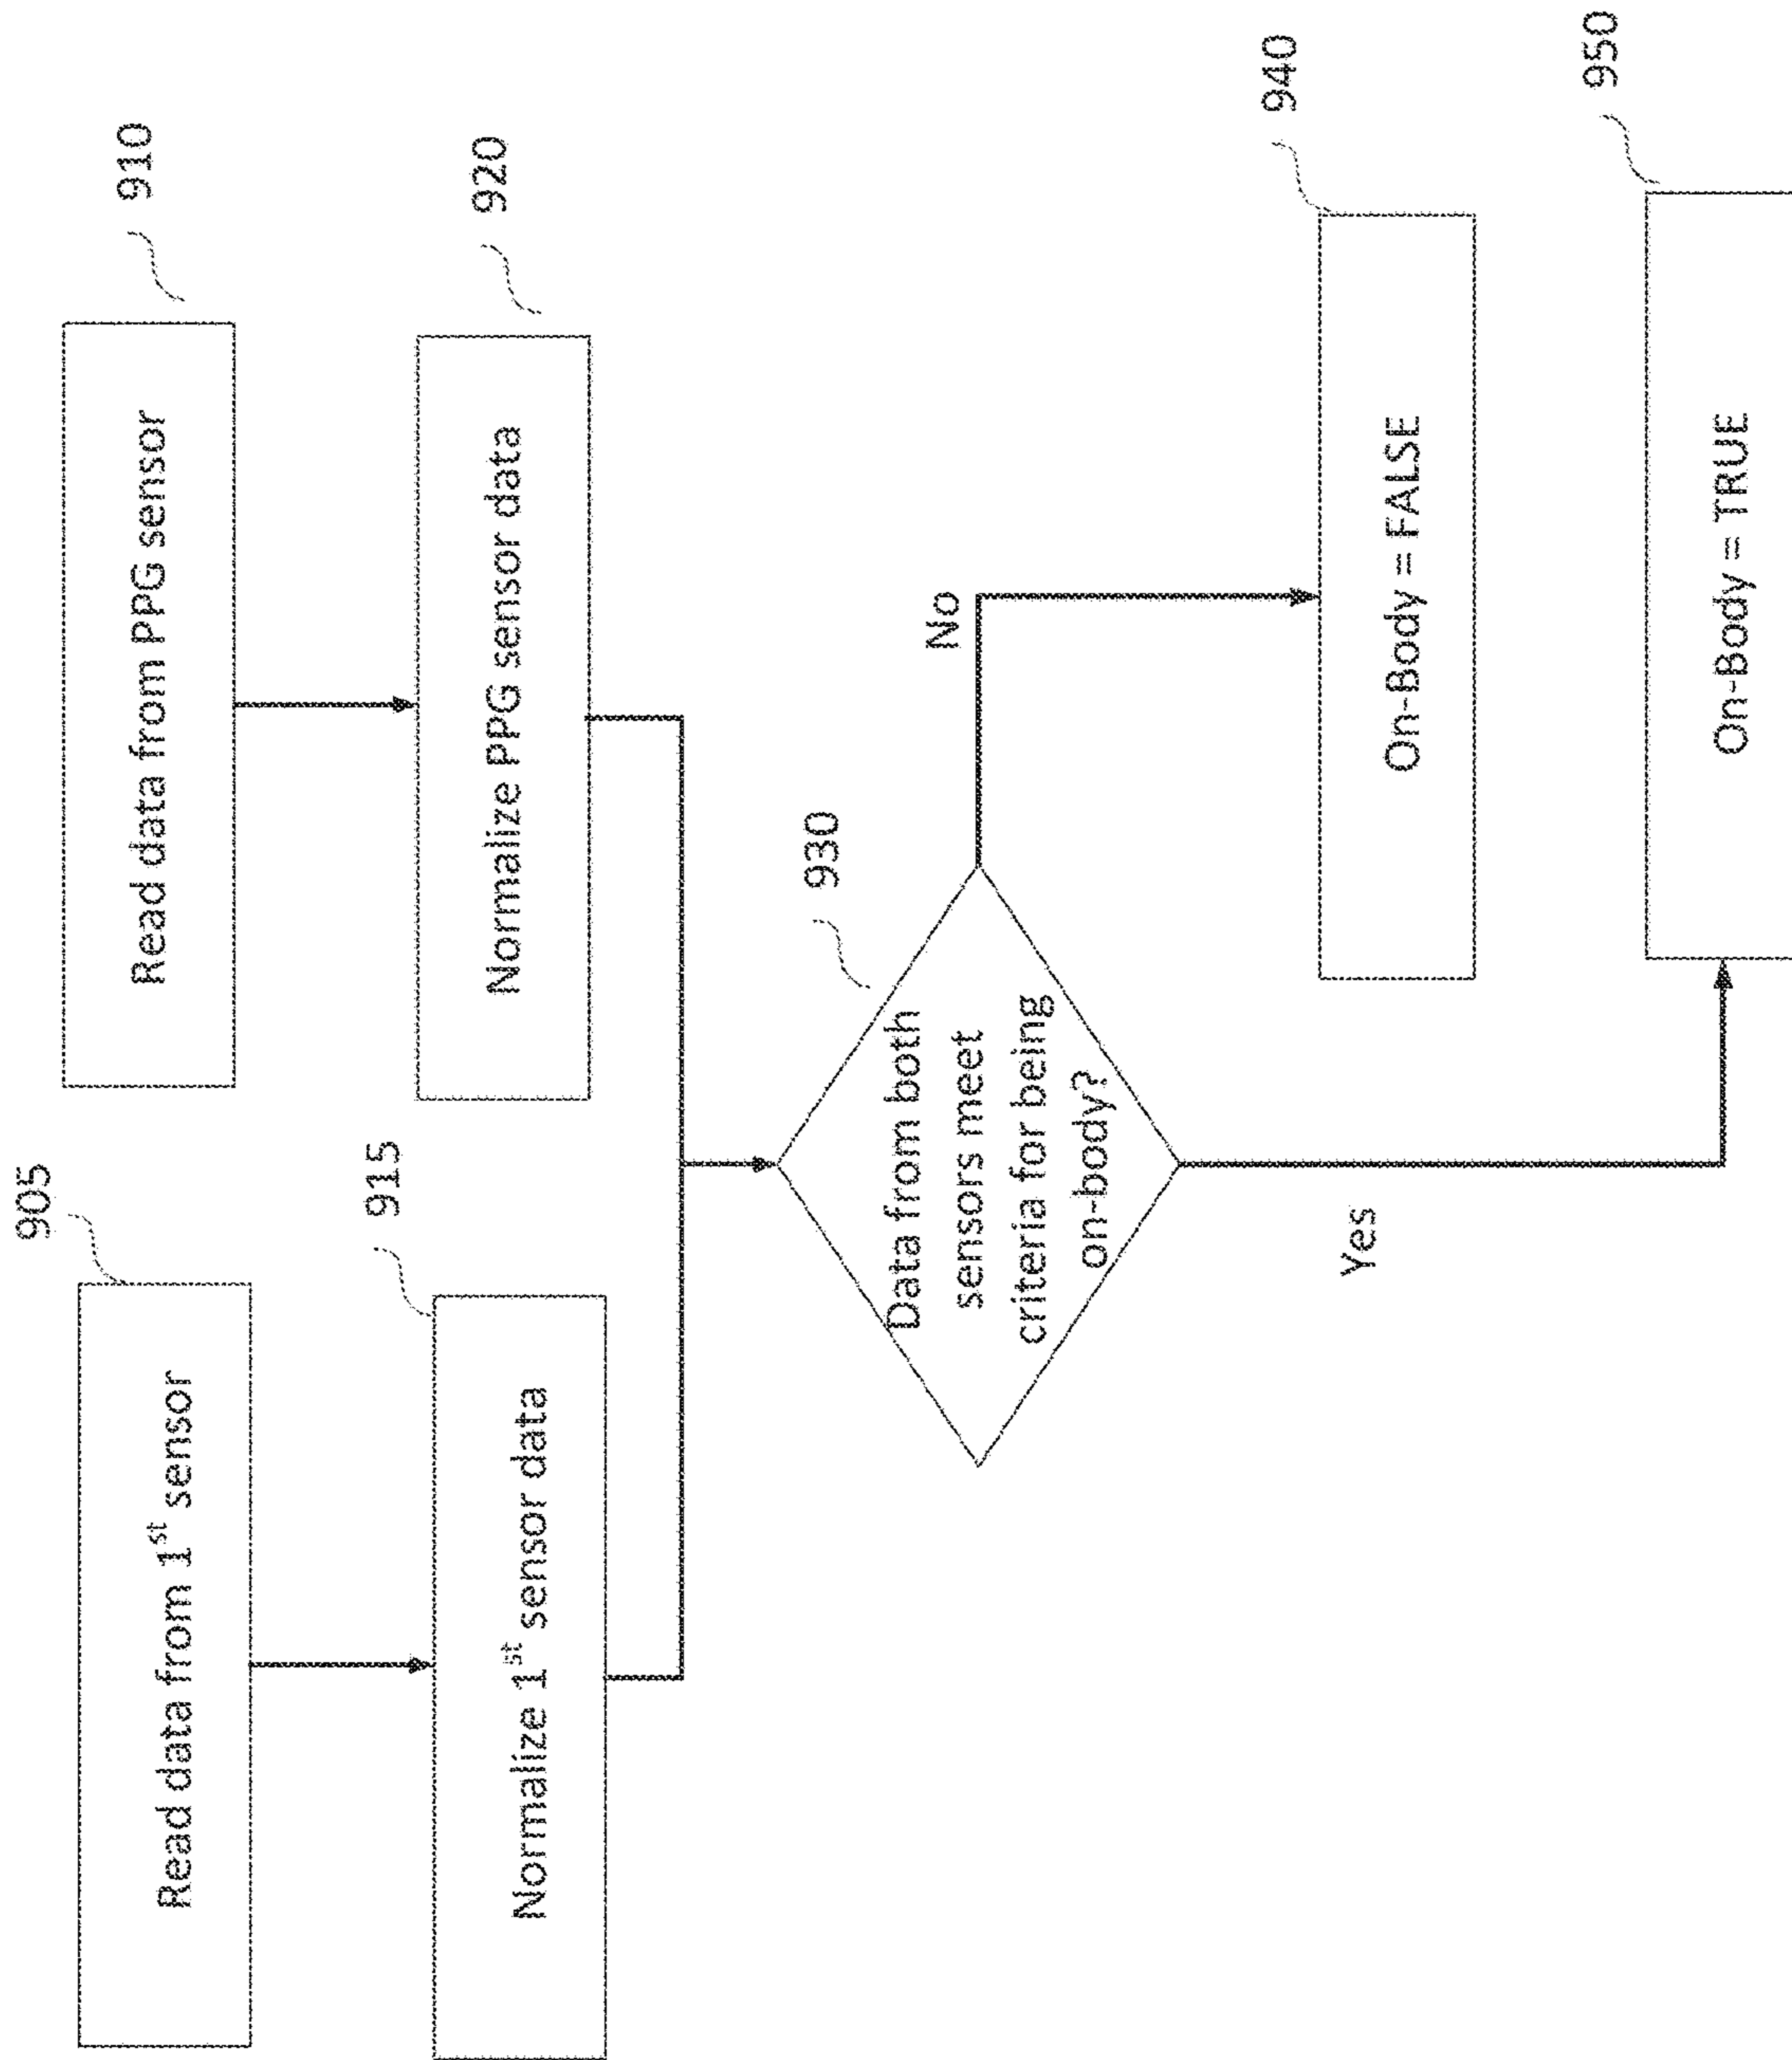 905
Read data from 1st sensor
910
Read data from PPG sensor
915
Normalize 1st sensor data
920
Normalize PPG sensor data
930
Data from both
sensors meet
criteria for being
on-body?
No
940
On-Body = FALSE
Yes
950
On-Body = TRUE